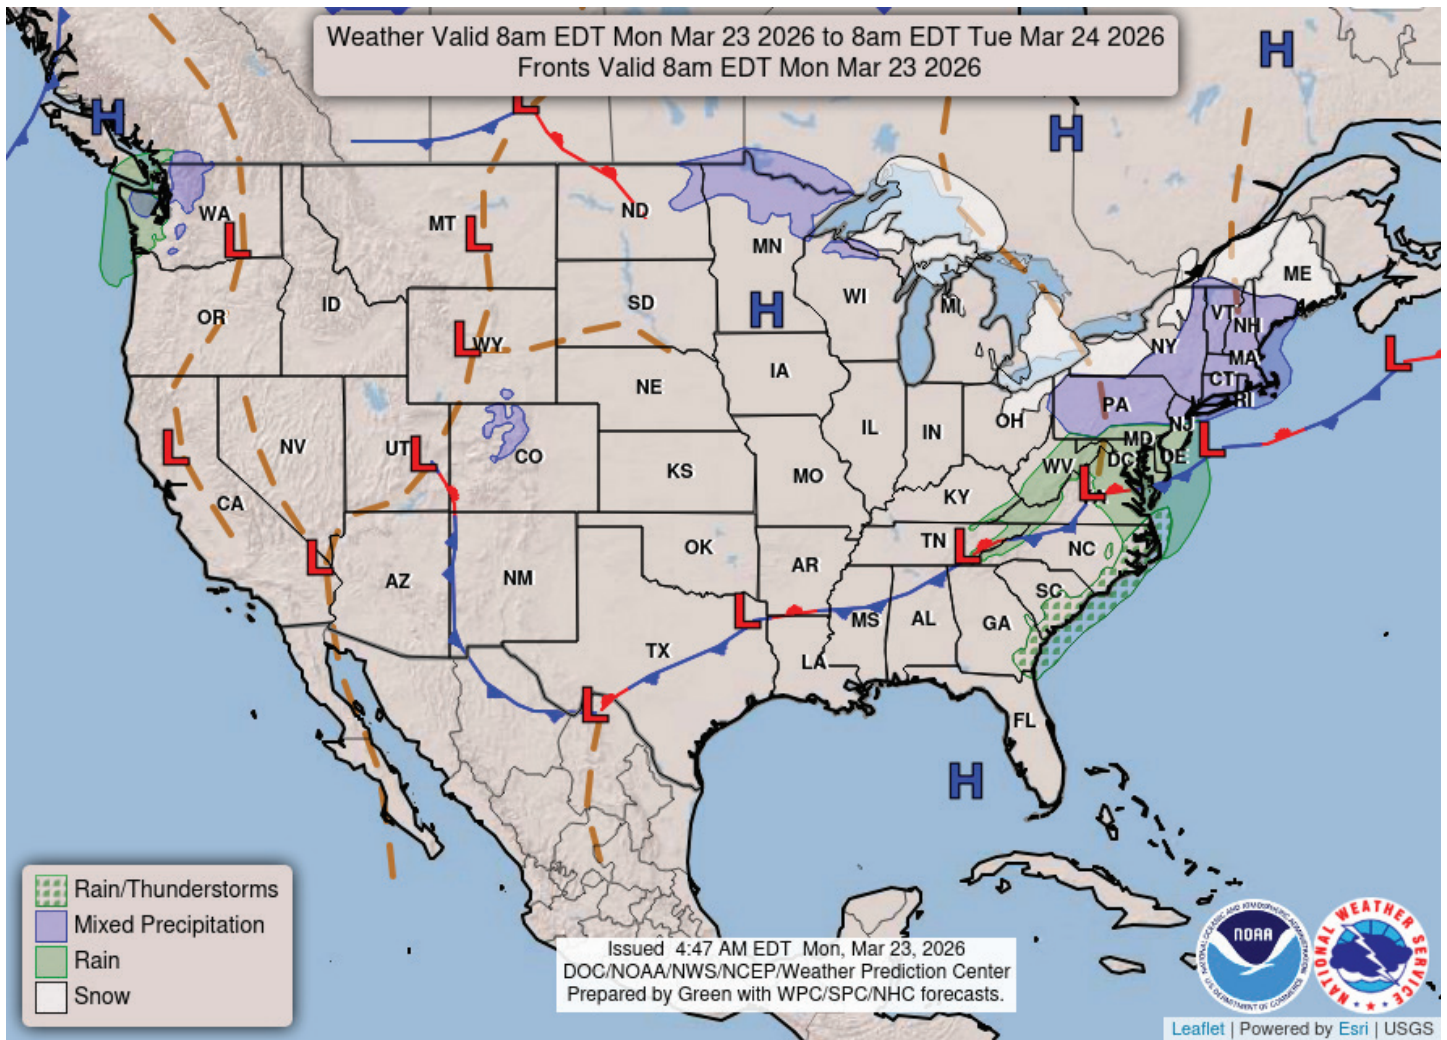 Weather Valid 8am EDT Mon Mar 23 2026 to 8am EDT Tue Mar 24 2026
Fronts Valid 8am EDT Mon Mar 23 2026
H
H
H
L
WA
L
MT
L
ND
MN
ME
OR
ID
WY
L
SD
H
WI
MI
VT
NH
NY
MA
CT
RI
L
NE
IA
PA
NJ
L
CA
L
NV
UT
L
CO
KS
MO
IL
IN
OH
WV
MD
DC
DE
L
KY
L
AZ
NM
OK
AR
TN
L
NC
SC
TX
L
LA
MS
AL
GA
L
FL
H
Rain/Thunderstorms
Mixed Precipitation
Rain
Snow
Issued 4:47 AM EDT Mon, Mar 23, 2026
DOC/NOAA/NWS/NCEP/Weather Prediction Center
Prepared by Green with WPC/SPC/NHC forecasts.
NOAA
NATIONAL WEATHER SERVICE
Leaflet | Powered by Esri | USGS